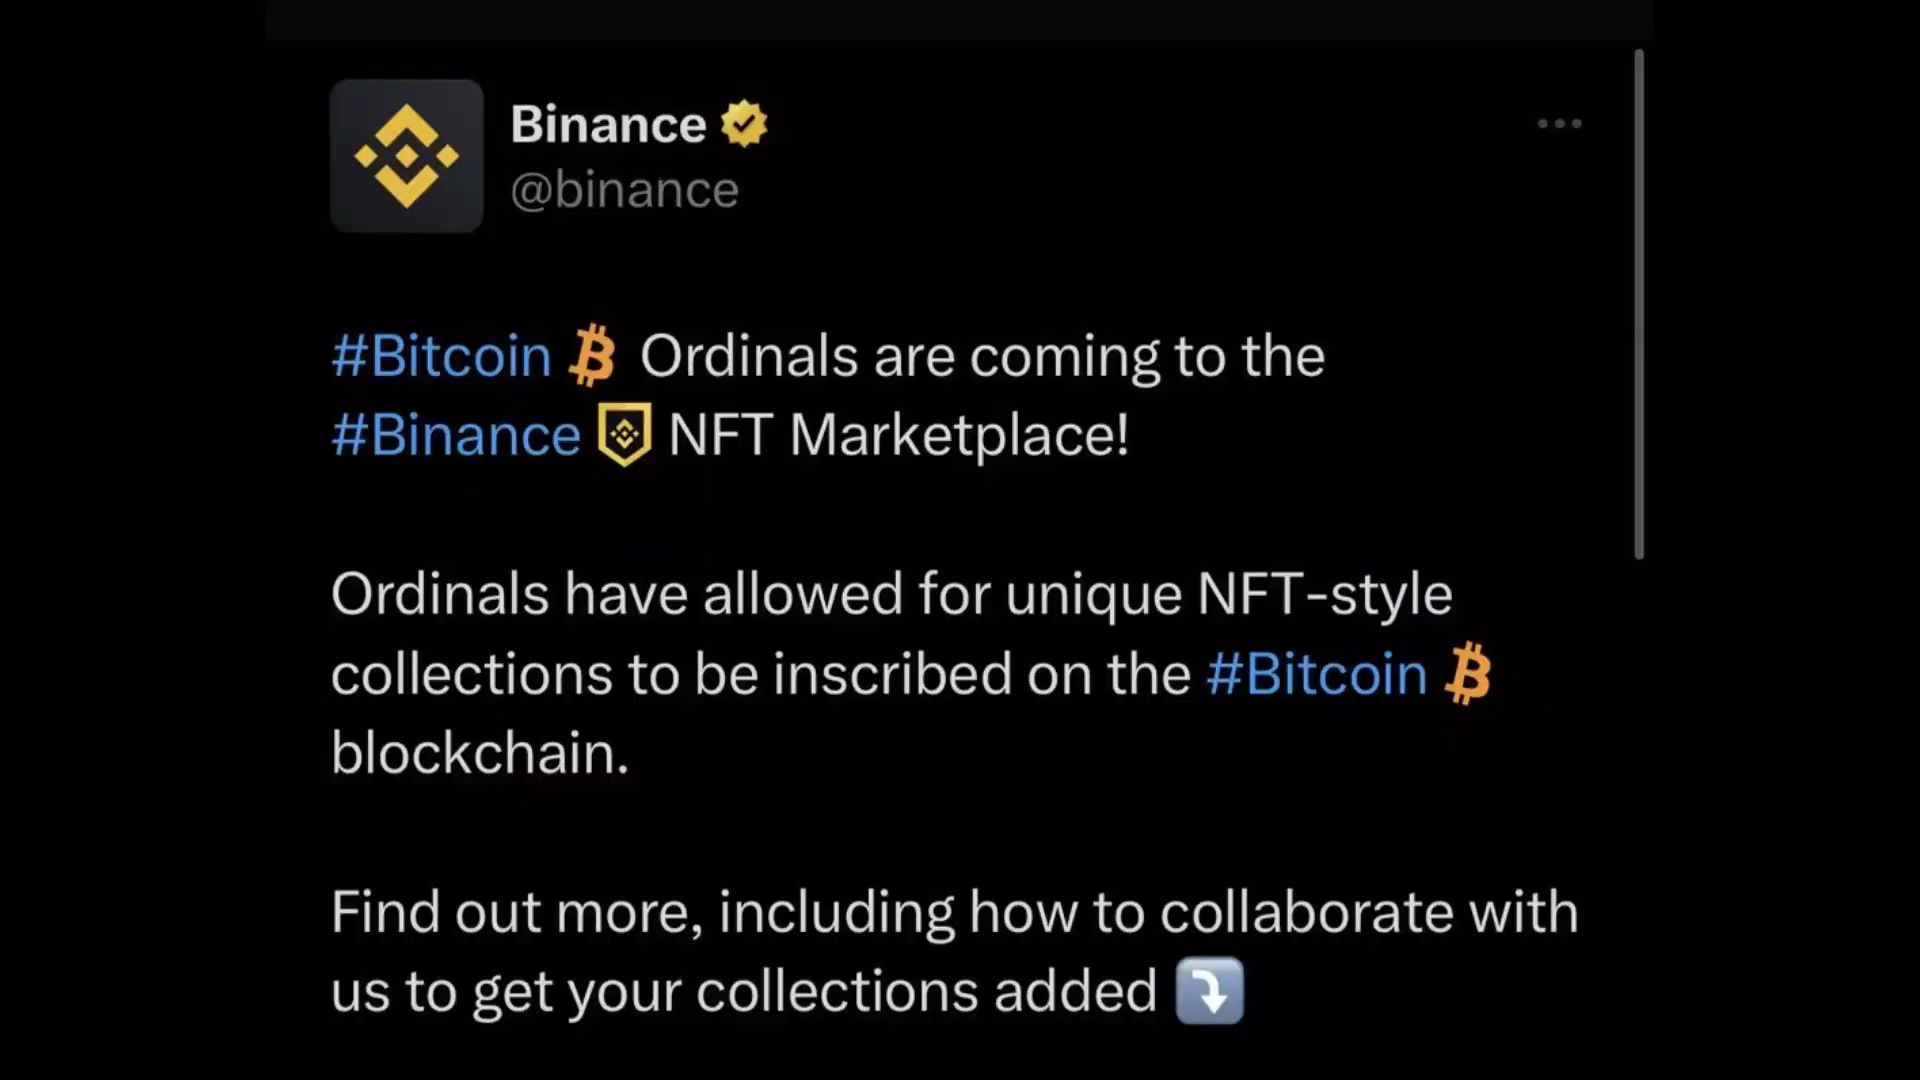 Binance
@binance
#Bitcoin Ordinals are coming to the
#Binance NFT Marketplace!
Ordinals have allowed for unique NFT-style
collections to be inscribed on the #Bitcoin
blockchain.
Find out more, including how to collaborate with
us to get your collections added